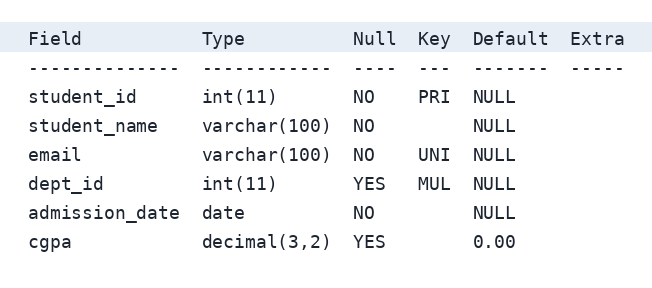 Field           Type          Null  Key  Default  Extra
--------------  ------------  ----  ---  -------  -----
student_id      int(11)       NO    PRI  NULL
student_name    varchar(100)  NO         NULL
email           varchar(100)  NO    UNI  NULL
dept_id         int(11)       YES   MUL  NULL
admission_date  date          NO         NULL
cgpa            decimal(3,2)  YES        0.00